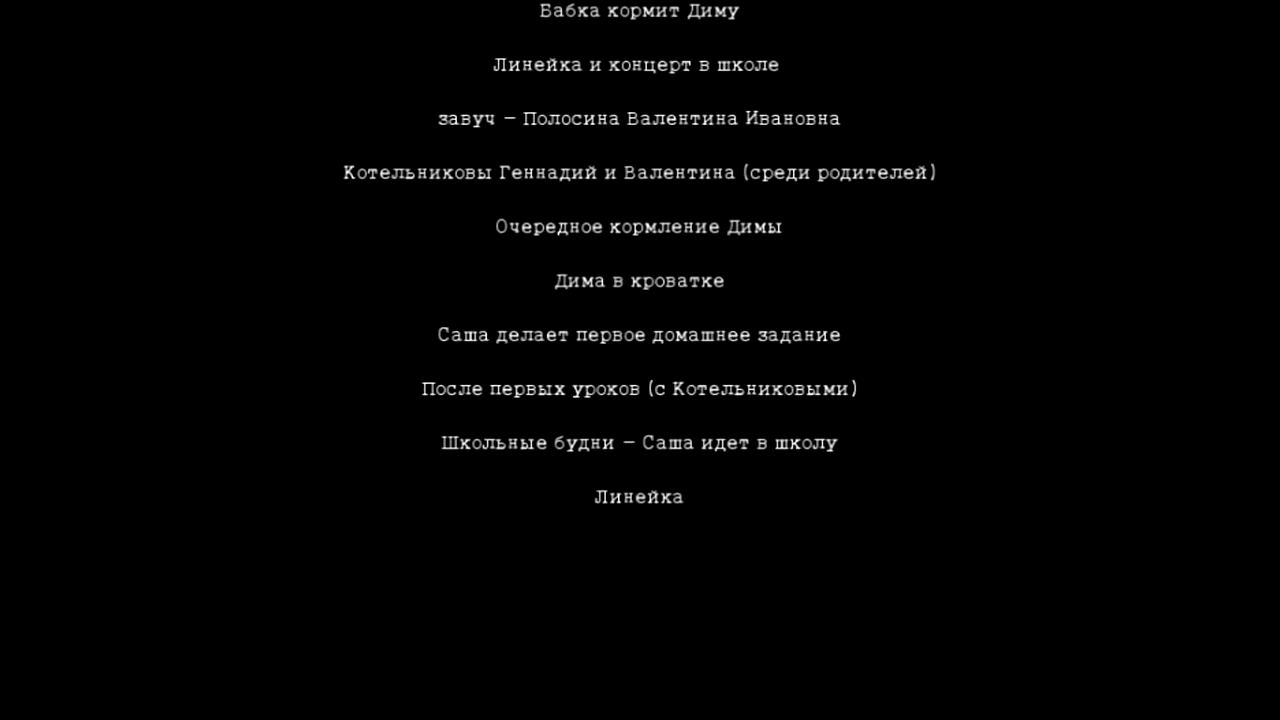 Бабка кормит Диму
Линейка и концерт в школе
завуч – Полосина Валентина Ивановна
Котельниковы Геннадий и Валентина (среди родителей)
Очередное кормление Димы
Дима в кроватке
Саша делает первое домашнее задание
После первых уроков (с Котельниковыми)
Школьные будни – Саша идет в школу
Линейка